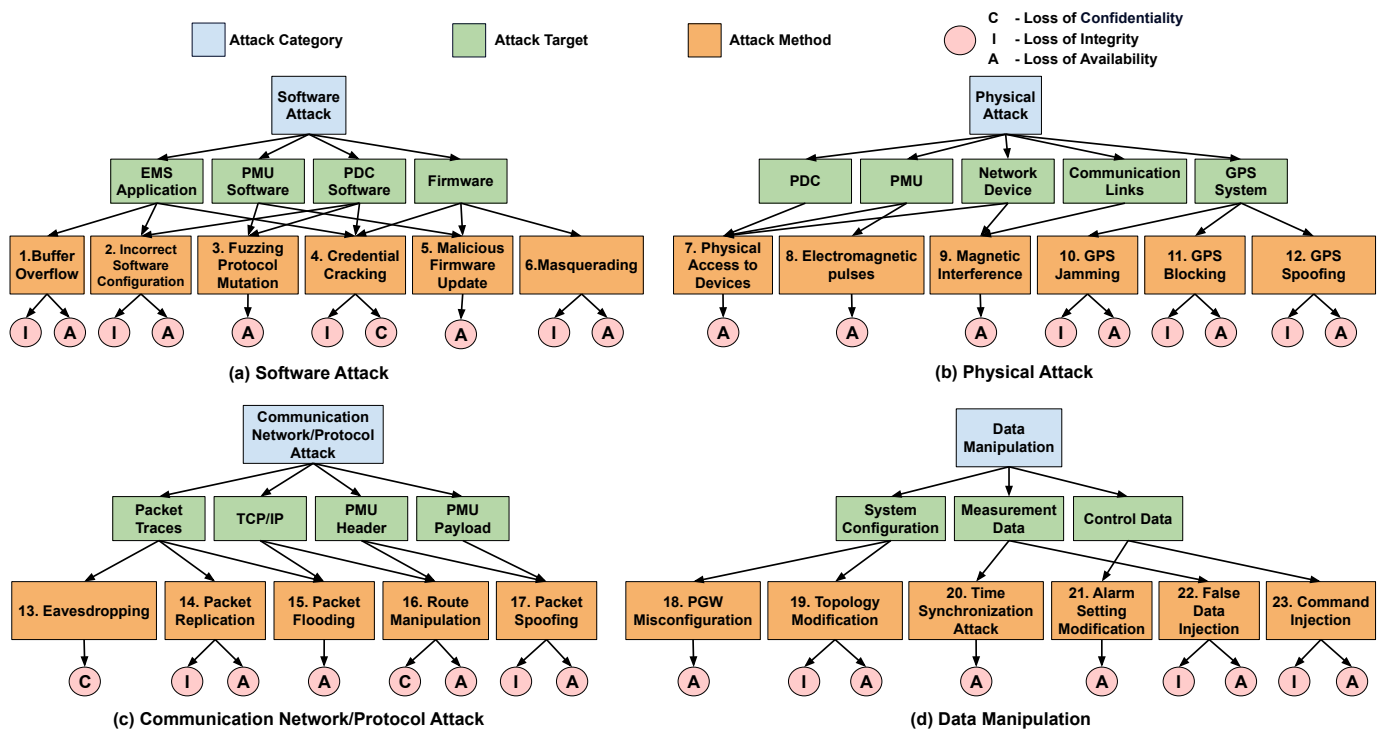 Attack Category
Attack Target
Attack Method
C - Loss of Confidentiality
I - Loss of Integrity
A - Loss of Availability
Software
Attack
EMS
Application
PMU
Software
PDC
Software
Firmware
1.Buffer
Overflow
2. Incorrect
Software
Configuration
3. Fuzzing
Protocol
Mutation
4. Credential
Cracking
5. Malicious
Firmware
Update
6.Masquerading
I
A
I
A
A
I
C
A
I
A
(a) Software Attack
Physical
Attack
PDC
PMU
Network
Device
Communication
Links
GPS
System
7. Physical
Access to
Devices
8. Electromagnetic
pulses
9. Magnetic
Interference
10. GPS
Jamming
11. GPS
Blocking
12. GPS
Spoofing
A
A
A
I
A
I
A
I
A
(b) Physical Attack
Communication
Network/Protocol
Attack
Packet
Traces
TCP/IP
PMU
Header
PMU
Payload
13. Eavesdropping
14. Packet
Replication
15. Packet
Flooding
16. Route
Manipulation
17. Packet
Spoofing
C
I
A
A
C
A
I
A
(c) Communication Network/Protocol Attack
Data
Manipulation
System
Configuration
Measurement
Data
Control Data
18. PGW
Misconfiguration
19. Topology
Modification
20. Time
Synchronization
Attack
21. Alarm
Setting
Modification
22. False
Data
Injection
23. Command
Injection
A
I
A
A
A
I
A
I
A
(d) Data Manipulation